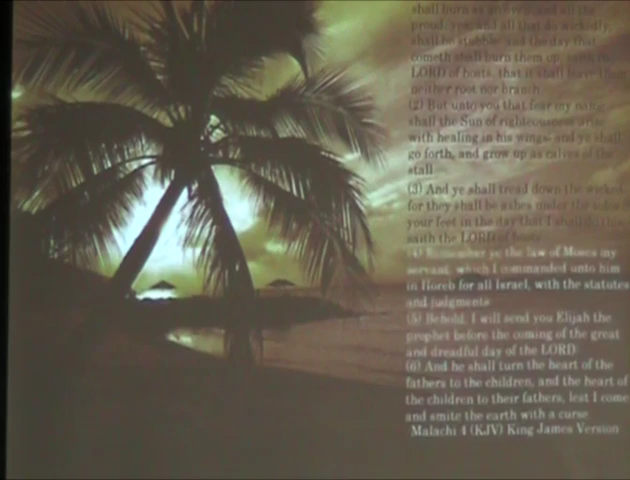 shall burn as an oven; and all the
proud, yea, and all that do wickedly,
shall be stubble: and the day that
cometh shall burn them up, saith the
LORD of hosts, that it shall leave them
neither root nor branch.
(2) But unto you that fear my name
shall the Sun of righteousness arise
with healing in his wings; and ye shall
go forth, and grow up as calves of the
stall.
(3) And ye shall tread down the wicked;
for they shall be ashes under the soles of
your feet in the day that I shall do this,
saith the LORD of hosts.
(4) Remember ye the law of Moses my
servant, which I commanded unto him
in Horeb for all Israel, with the statutes
and judgments.
(5) Behold, I will send you Elijah the
prophet before the coming of the great
and dreadful day of the LORD:
(6) And he shall turn the heart of the
fathers to the children, and the heart of
the children to their fathers, lest I come
and smite the earth with a curse.
Malachi 4 (KJV) King James Version